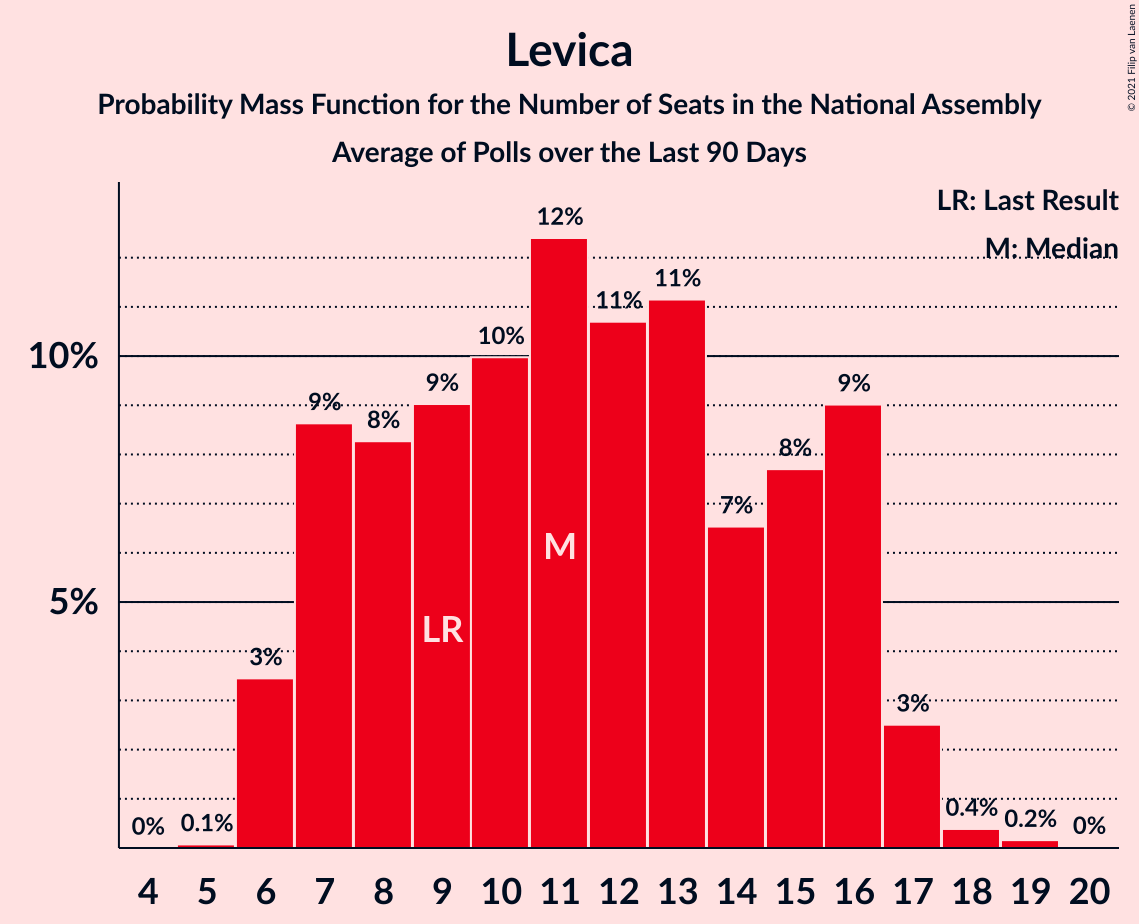 Levica
Probability Mass Function for the Number of Seats in the National Assembly
Average of Polls over the Last 90 Days
© 2021 Filip van Laenen
LR: Last Result
M: Median
12%
11%
11%
10%
10%
9%
9%
9%
8%
8%
7%
M
5%
LR
3%
3%
0%
0.1%
0.4%
0.2%
0%
4 5 6 7 8 9 10 11 12 13 14 15 16 17 18 19 20